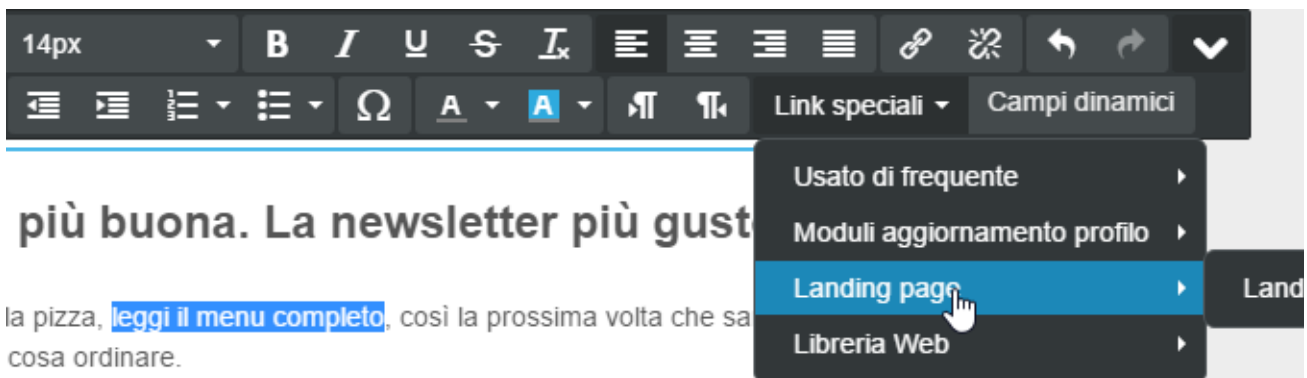 14px B I U S Ix
Ω A A Link speciali Campi dinamici
Usato di frequente
più buona. La newsletter più gust
Moduli aggiornamento profilo
Landing page Land
la pizza, leggi il menu completo, così la prossima volta che sa
Libreria Web
cosa ordinare.